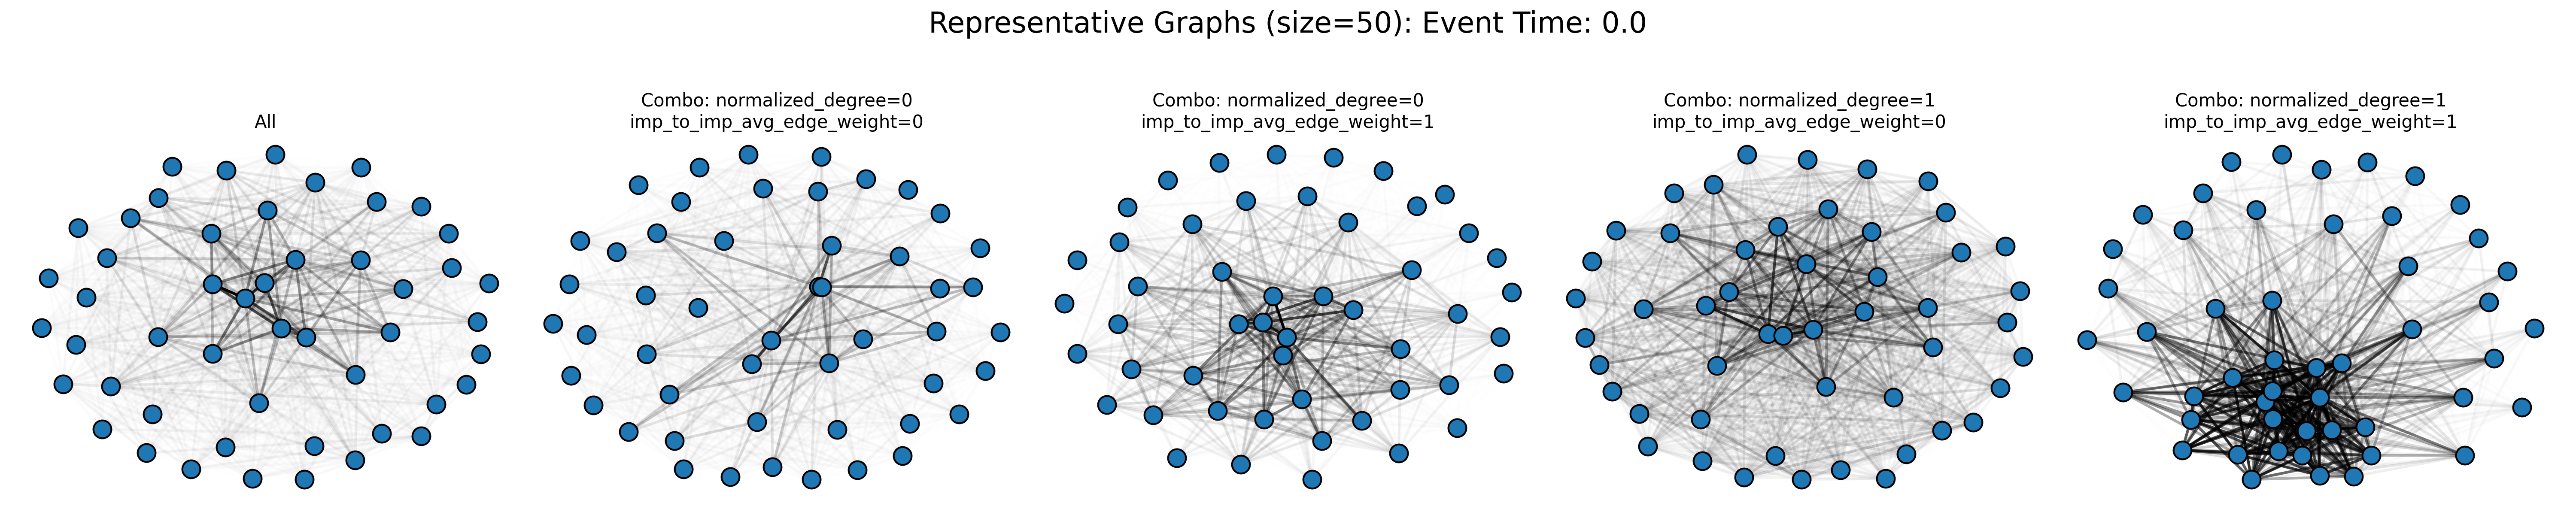 Representative Graphs (size=50): Event Time: 0.0
All
Combo: normalized_degree=0
imp_to_imp_avg_edge_weight=0
Combo: normalized_degree=0
imp_to_imp_avg_edge_weight=1
Combo: normalized_degree=1
imp_to_imp_avg_edge_weight=0
Combo: normalized_degree=1
imp_to_imp_avg_edge_weight=1